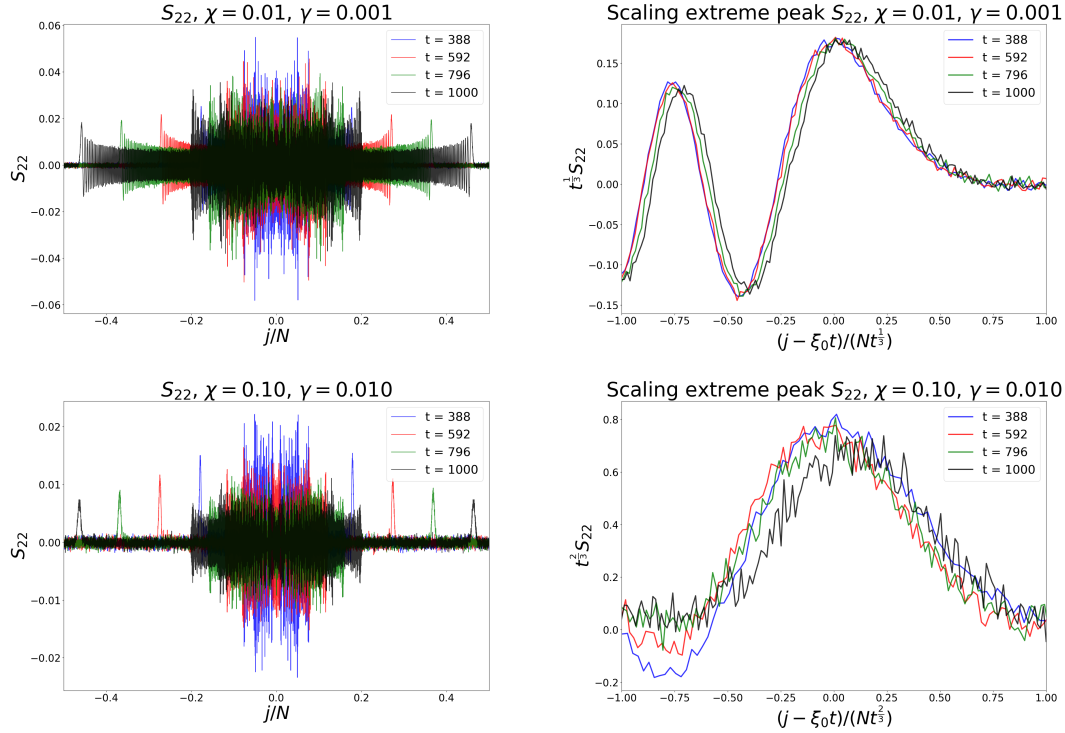 S₂₂, χ = 0.01, γ = 0.001
0.06
0.04
0.02
0.00
−0.02
−0.04
−0.06
S₂₂
t = 388
t = 592
t = 796
t = 1000
−0.4
−0.2
0.0
0.2
0.4
j/N
Scaling extreme peak S₂₂, χ = 0.01, γ = 0.001
0.15
0.10
0.05
0.00
−0.05
−0.10
−0.15
t^{1/3}S₂₂
t = 388
t = 592
t = 796
t = 1000
−1.00
−0.75
−0.50
−0.25
0.00
0.25
0.50
0.75
1.00
(j − ξ₀t)/(Nt^{1/3})
S₂₂, χ = 0.10, γ = 0.010
0.02
0.01
0.00
−0.01
−0.02
S₂₂
t = 388
t = 592
t = 796
t = 1000
−0.4
−0.2
0.0
0.2
0.4
j/N
Scaling extreme peak S₂₂, χ = 0.10, γ = 0.010
0.8
0.6
0.4
0.2
0.0
−0.2
t^{2/3}S₂₂
t = 388
t = 592
t = 796
t = 1000
−1.00
−0.75
−0.50
−0.25
0.00
0.25
0.50
0.75
1.00
(j − ξ₀t)/(Nt^{2/3})